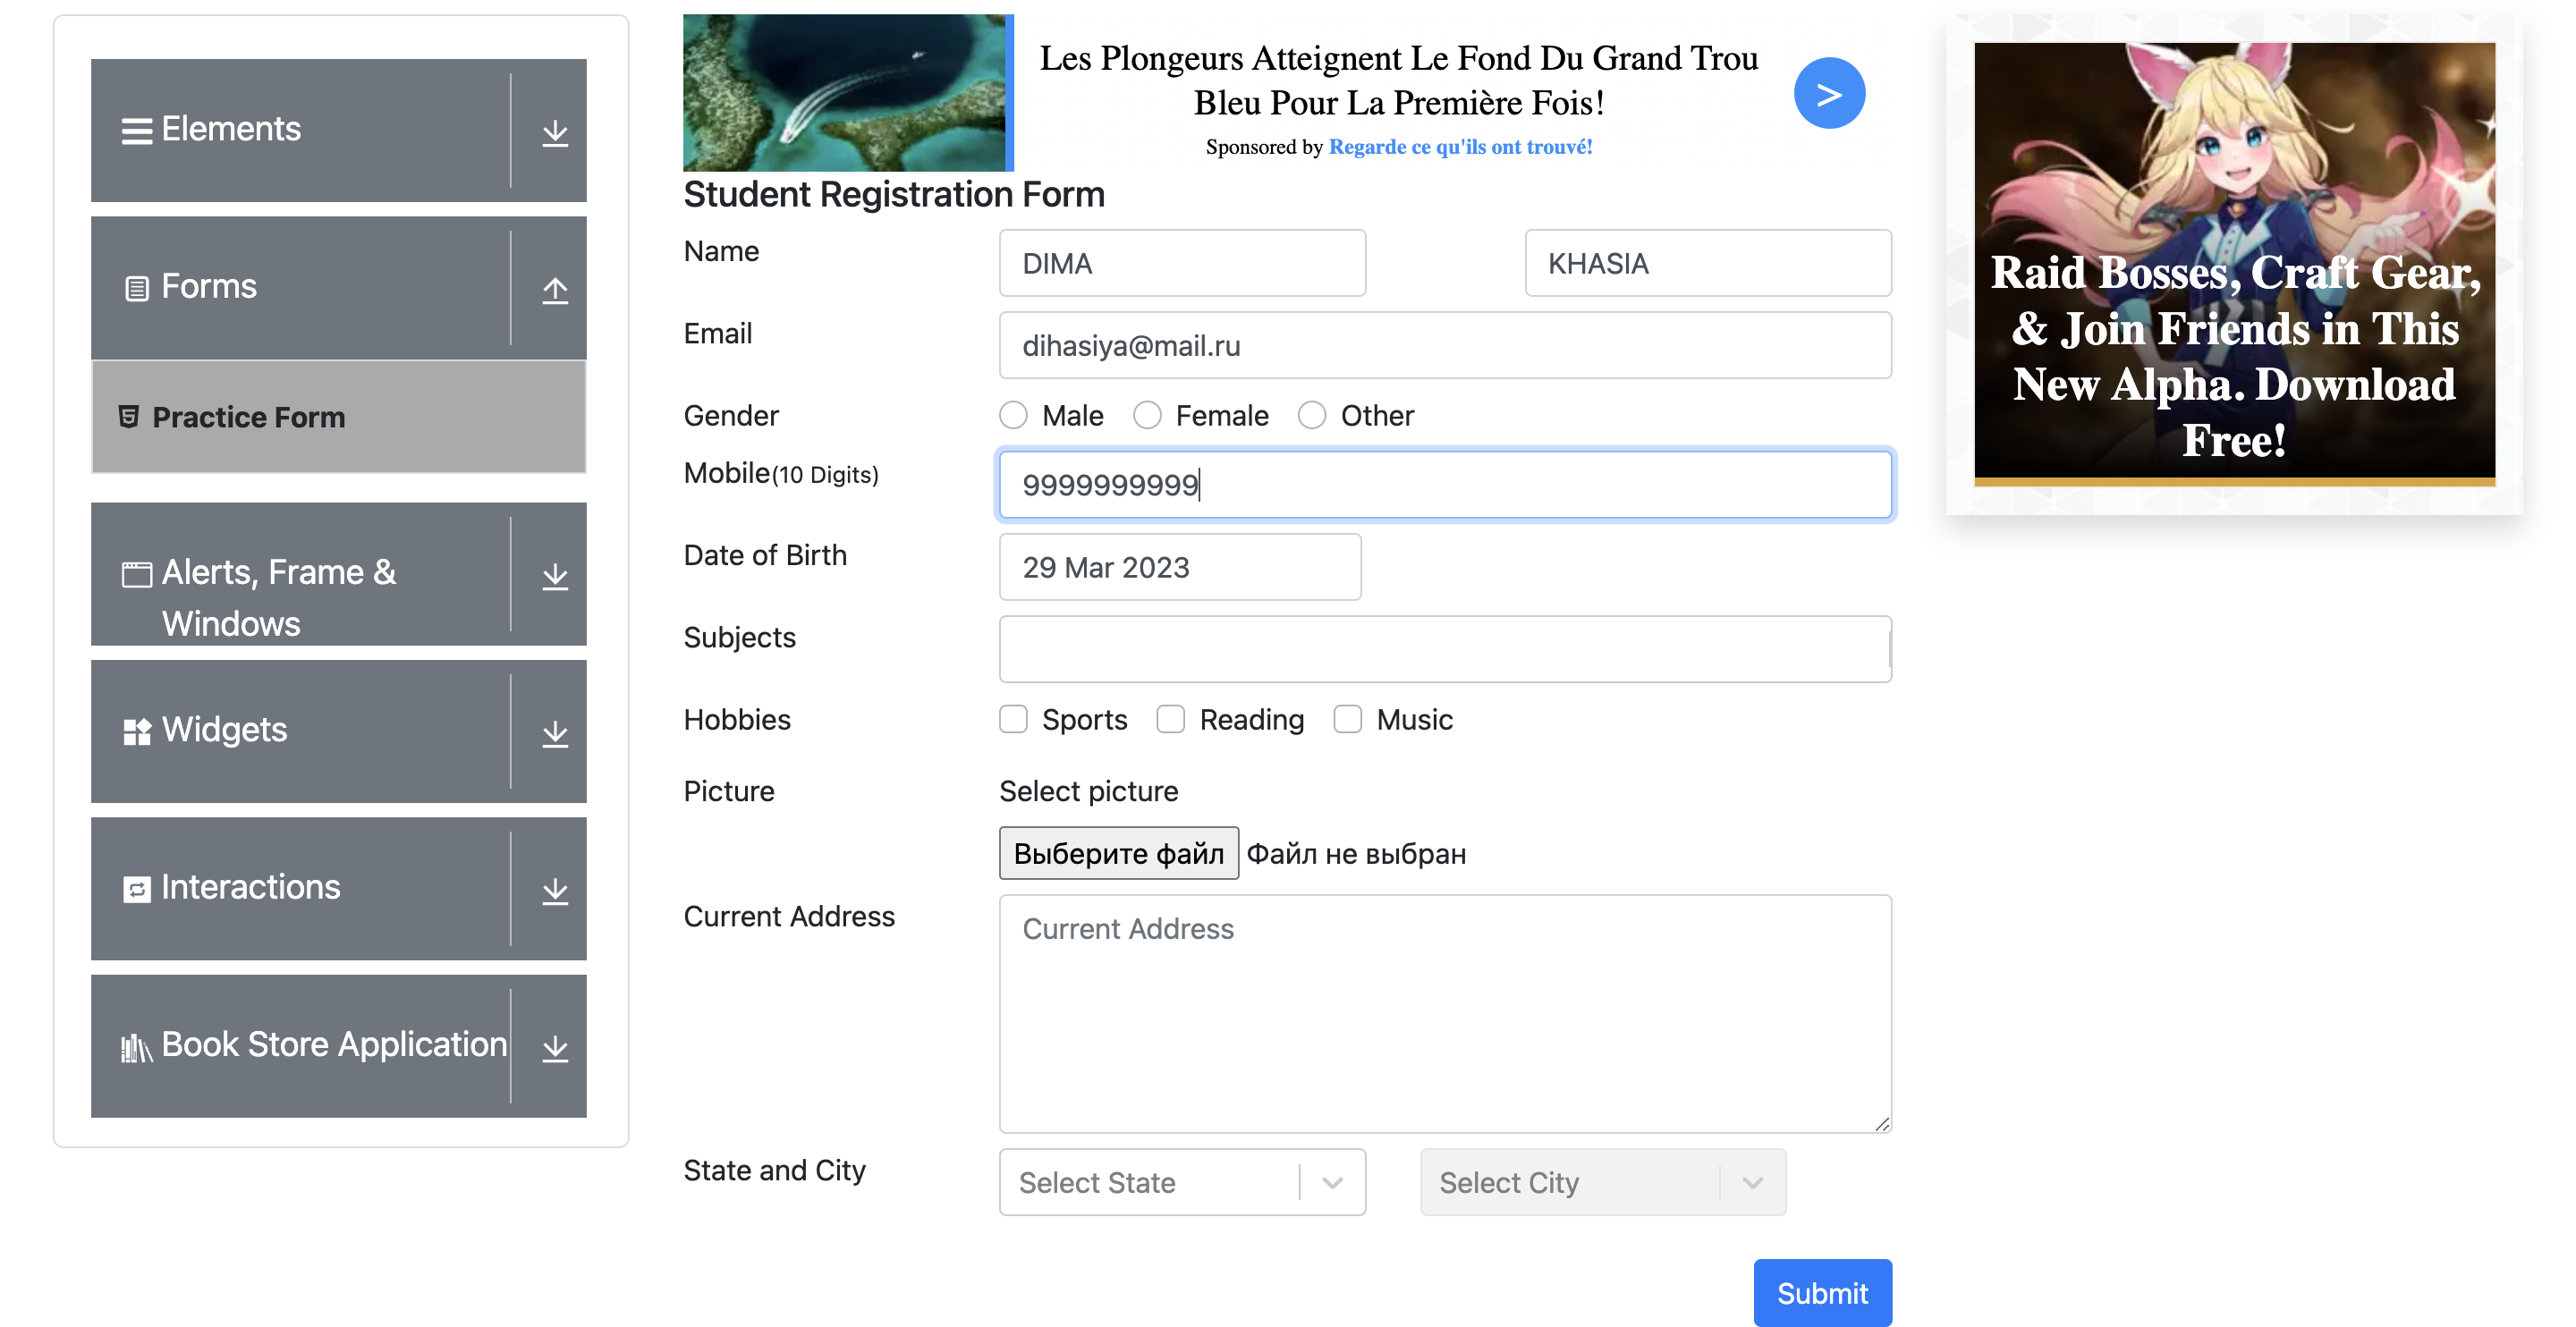 Elements
Forms
Practice Form
Alerts, Frame &
Windows
Widgets
Interactions
Book Store Application
Les Plongeurs Atteignent Le Fond Du Grand Trou
Bleu Pour La Première Fois!
Sponsored by Regarde ce qu'ils ont trouvé!
>
Student Registration Form
Name DIMA KHASIA
Email dihasiya@mail.ru
Gender Male Female Other
Mobile(10 Digits) 9999999999
Date of Birth 29 Mar 2023
Subjects
Hobbies Sports Reading Music
Picture Select picture
Выберите файл Файл не выбран
Current Address Current Address
State and City Select State Select City
Submit
Raid Bosses, Craft Gear,
& Join Friends in This
New Alpha. Download
Free!